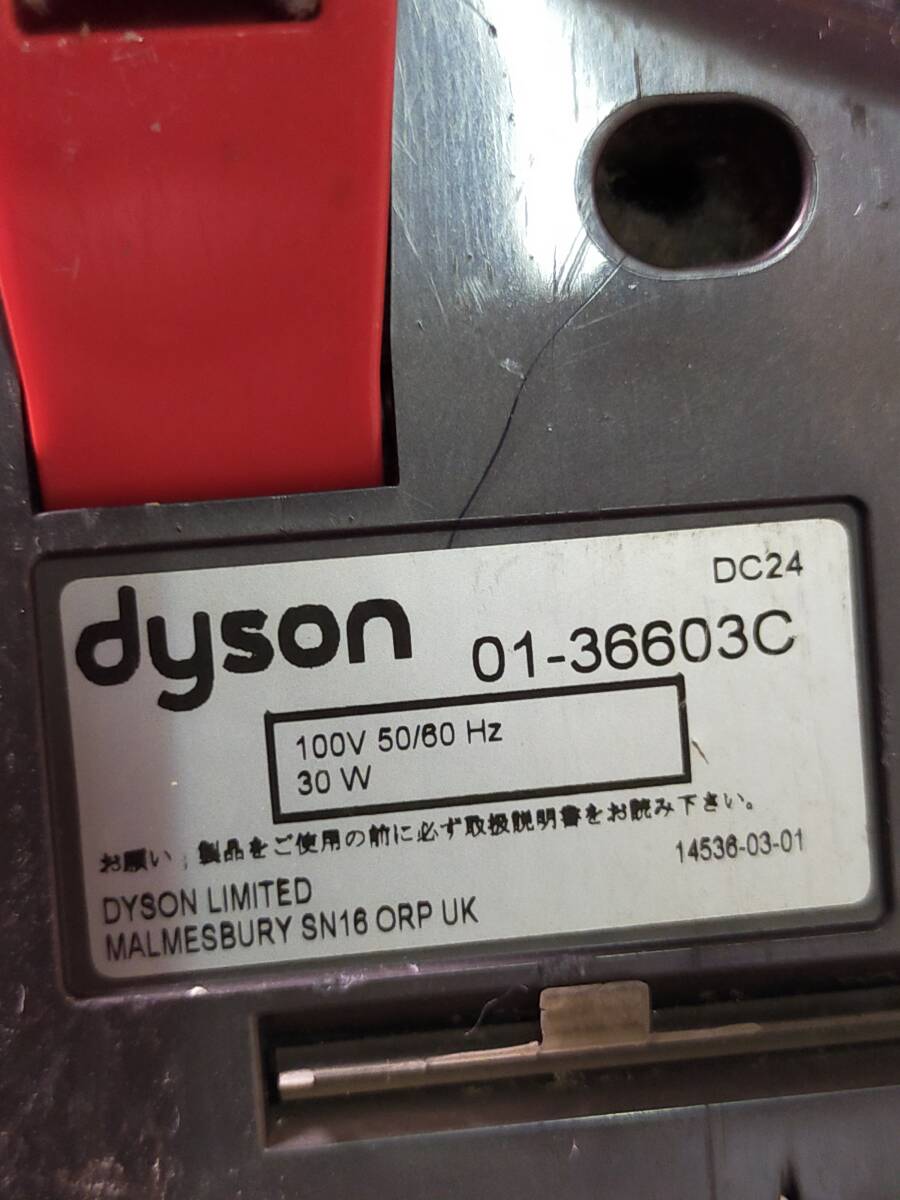 dyson
DC24
01-36603C
100V 50/60 Hz
30 W
お願い；製品をご使用の前に必ず取扱説明書をお読み下さい。
14536-03-01
DYSON LIMITED
MALMESBURY SN16 ORP UK